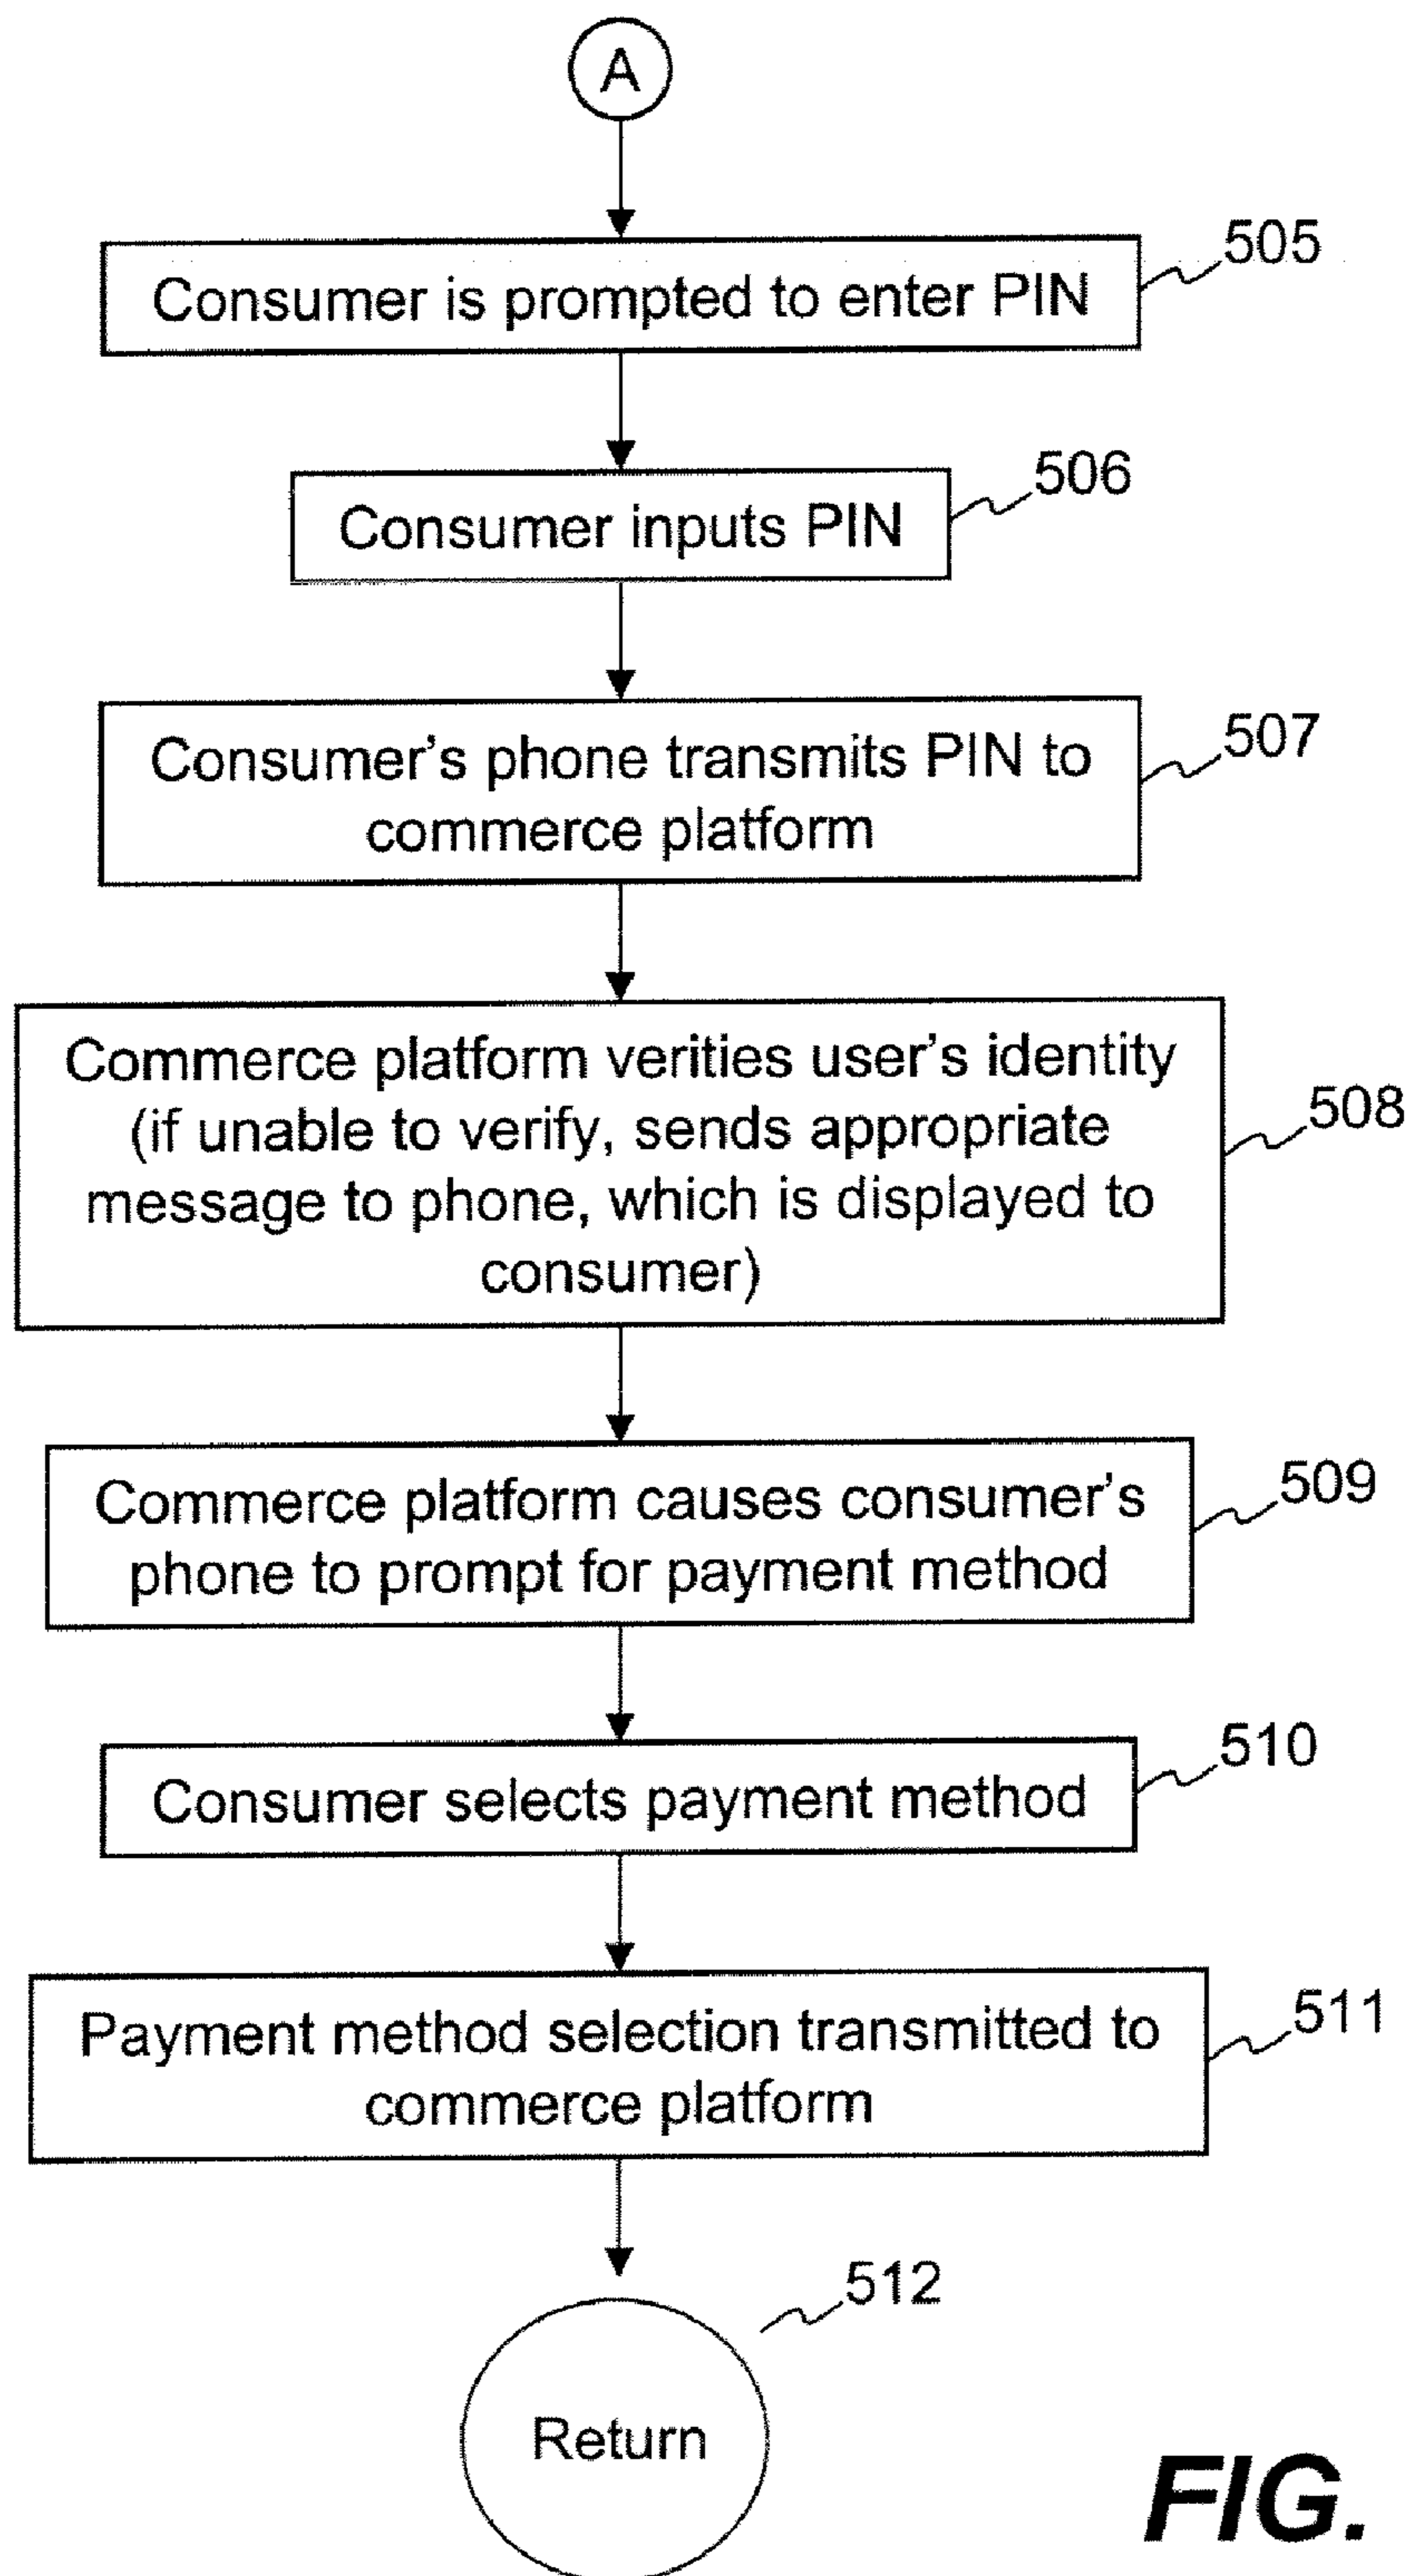 A
505
Consumer is prompted to enter PIN
506
Consumer inputs PIN
507
Consumer's phone transmits PIN to
commerce platform
Commerce platform verities user's identity
(if unable to verify, sends appropriate
message to phone, which is displayed to
consumer)
508
Commerce platform causes consumer's
phone to prompt for payment method
509
510
Consumer selects payment method
511
Payment method selection transmitted to
commerce platform
512
Return
FIG.